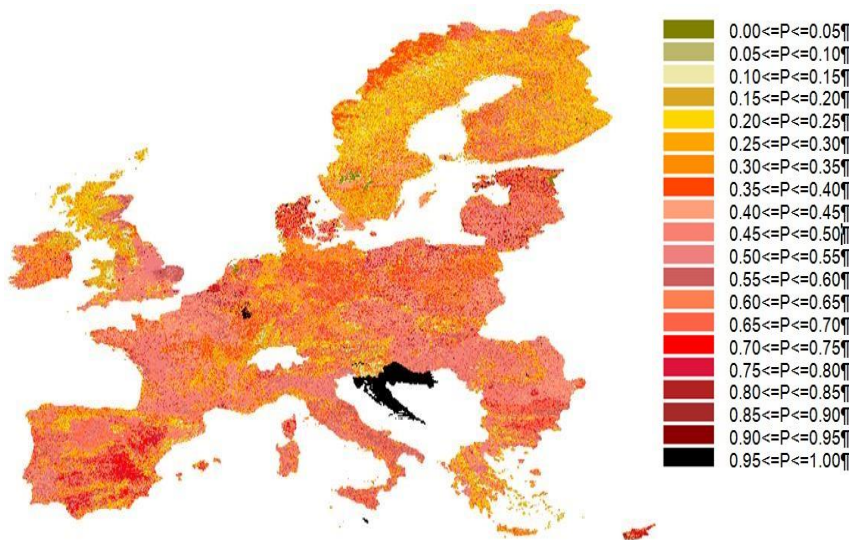 0.00<=P<=0.05¶
0.05<=P<=0.10¶
0.10<=P<=0.15¶
0.15<=P<=0.20¶
0.20<=P<=0.25¶
0.25<=P<=0.30¶
0.30<=P<=0.35¶
0.35<=P<=0.40¶
0.40<=P<=0.45¶
0.45<=P<=0.50¶
0.50<=P<=0.55¶
0.55<=P<=0.60¶
0.60<=P<=0.65¶
0.65<=P<=0.70¶
0.70<=P<=0.75¶
0.75<=P<=0.80¶
0.80<=P<=0.85¶
0.85<=P<=0.90¶
0.90<=P<=0.95¶
0.95<=P<=1.00¶